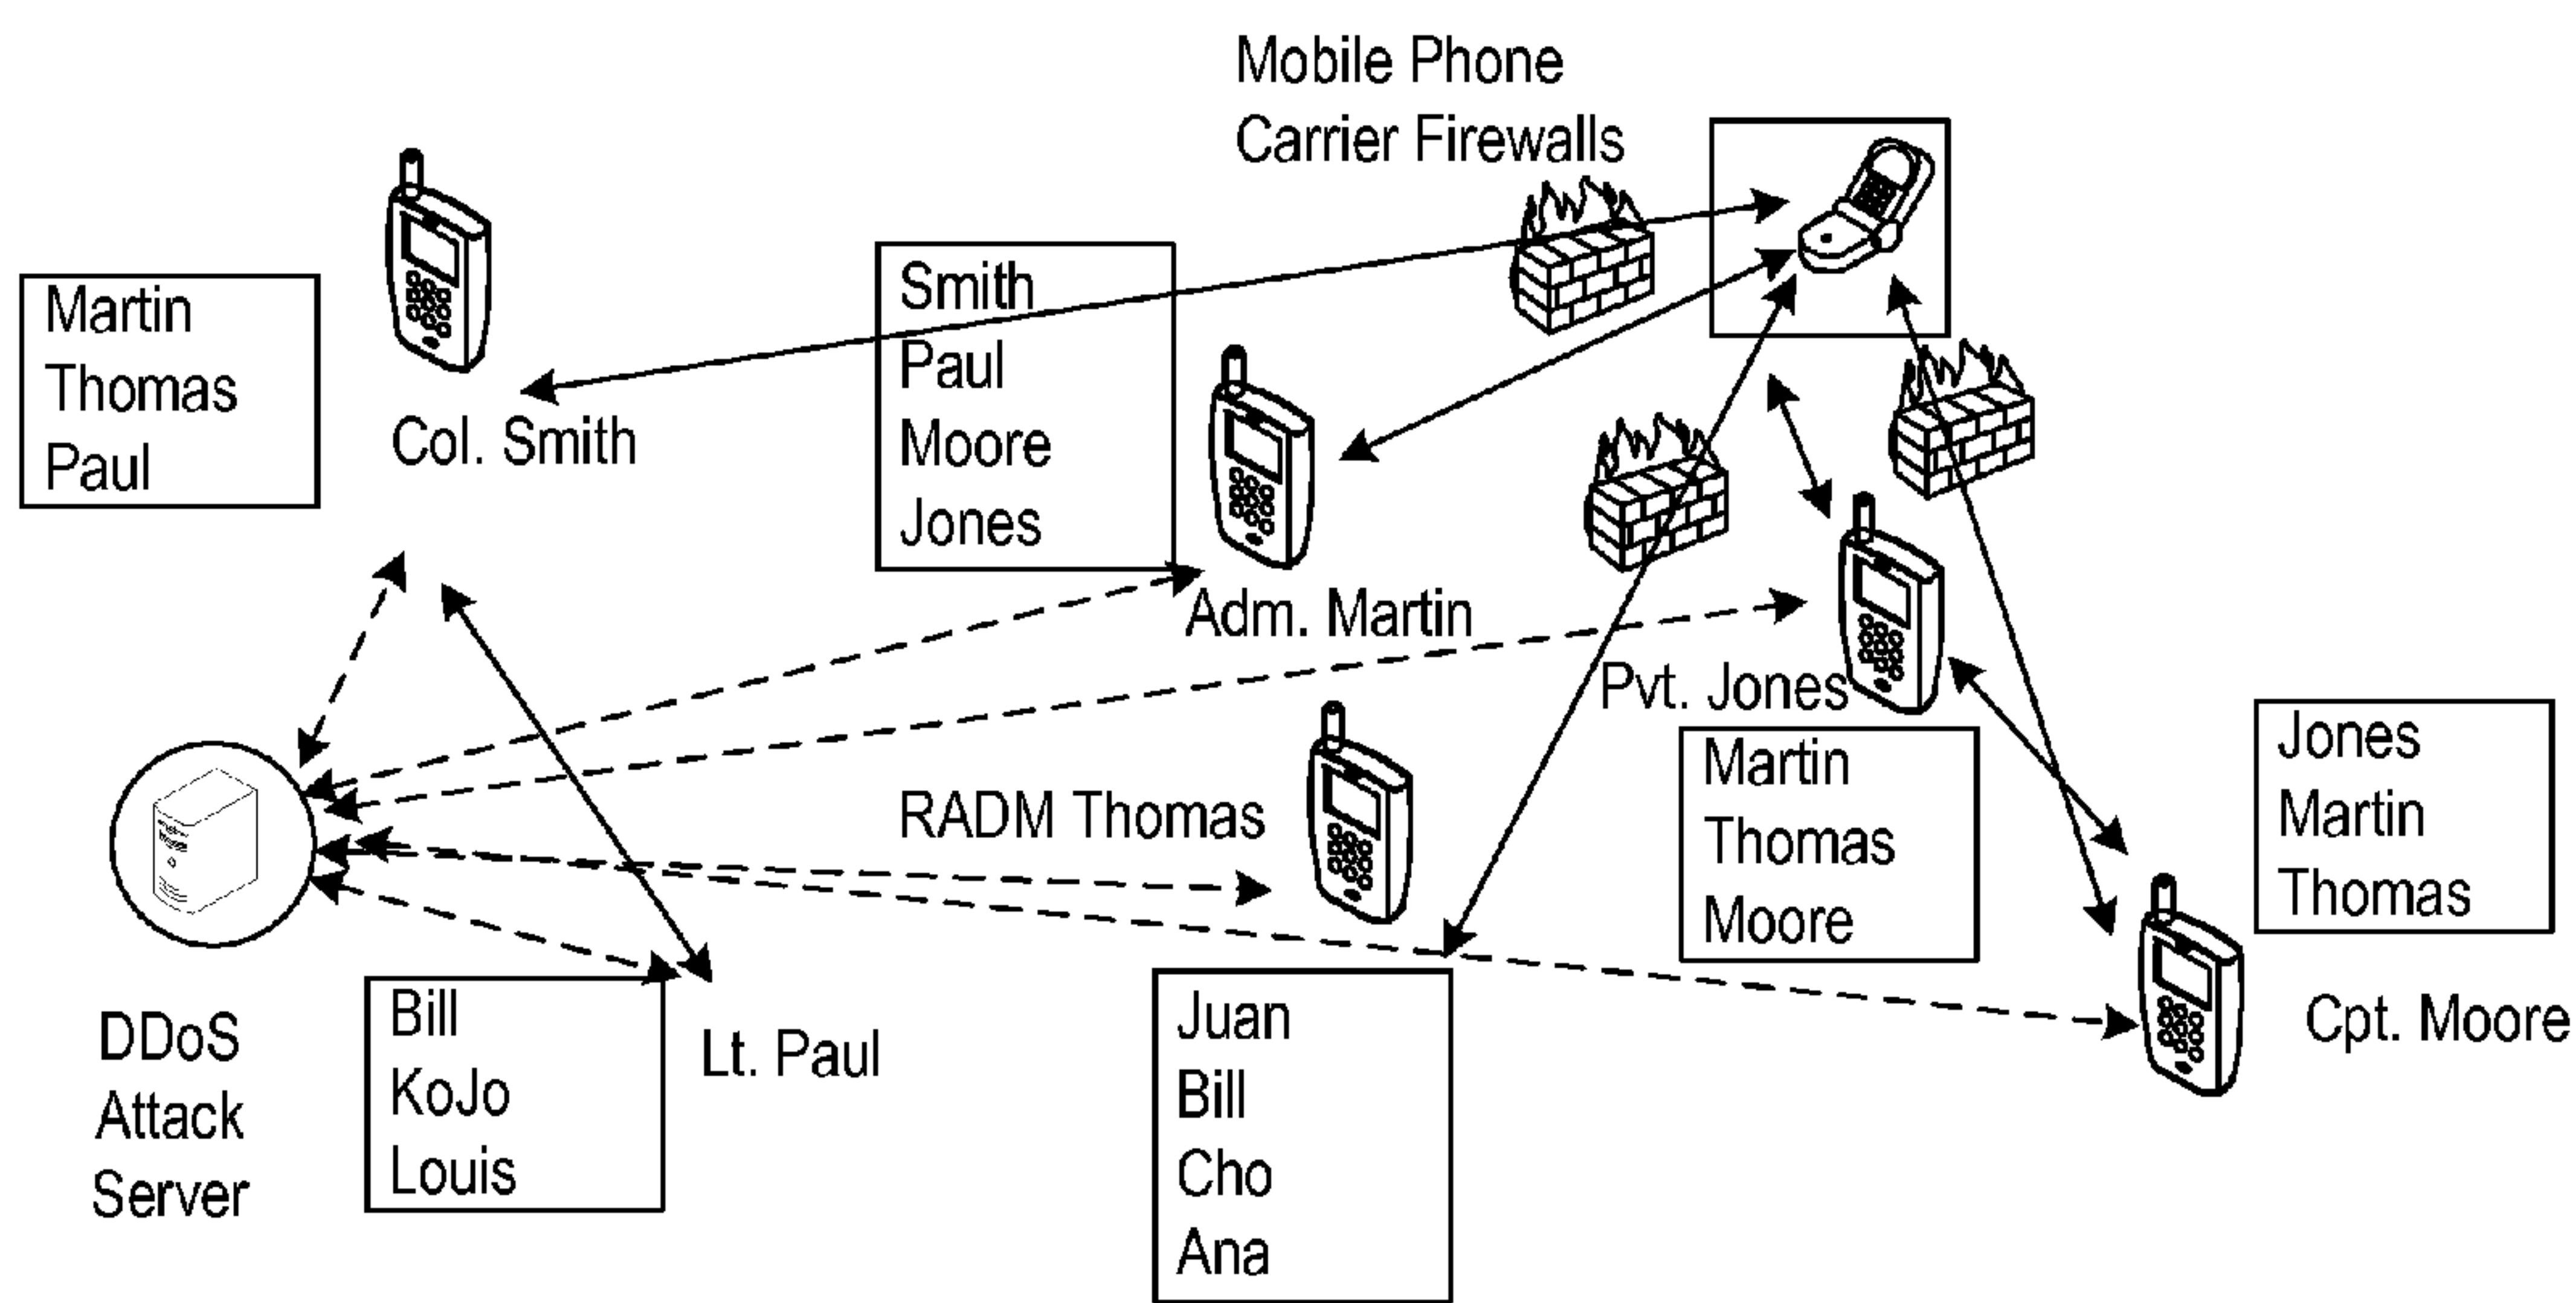 Mobile Phone
Carrier Firewalls
Martin
Thomas
Paul
Col. Smith
Smith
Paul
Moore
Jones
Adm. Martin
Pvt. Jones
Martin
Thomas
Moore
Jones
Martin
Thomas
Cpt. Moore
RADM Thomas
DDoS
Attack
Server
Bill
KoJo
Louis
Lt. Paul
Juan
Bill
Cho
Ana